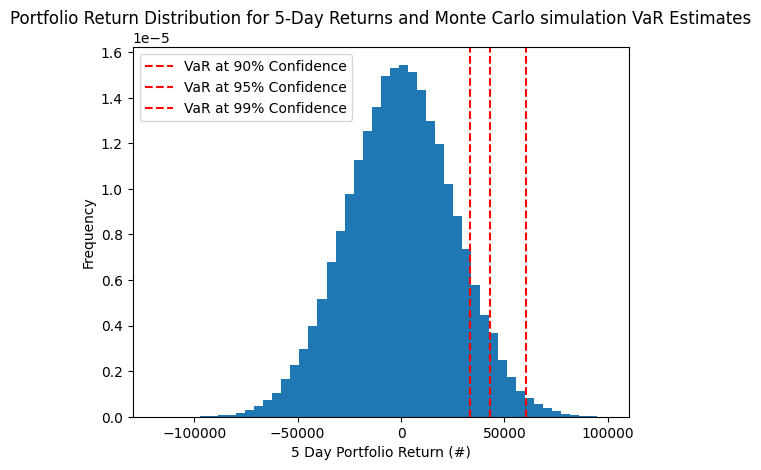 Portfolio Return Distribution for 5-Day Returns and Monte Carlo simulation VaR Estimates
1e−5
1.6
1.4
1.2
1.0
0.8
0.6
0.4
0.2
0.0
Frequency
VaR at 90% Confidence
VaR at 95% Confidence
VaR at 99% Confidence
−100000 −50000 0 50000 100000
5 Day Portfolio Return (#)